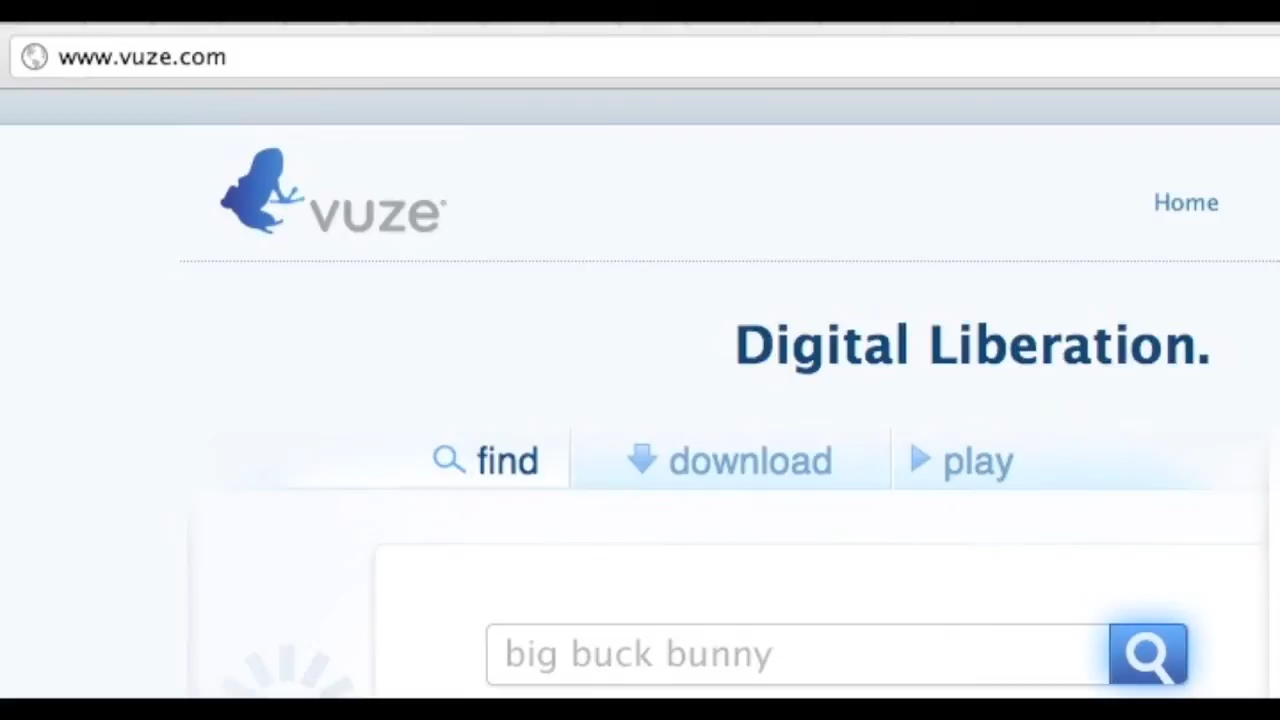 www.vuze.com
vuze
Home
Digital Liberation.
find
download
play
big buck bunny